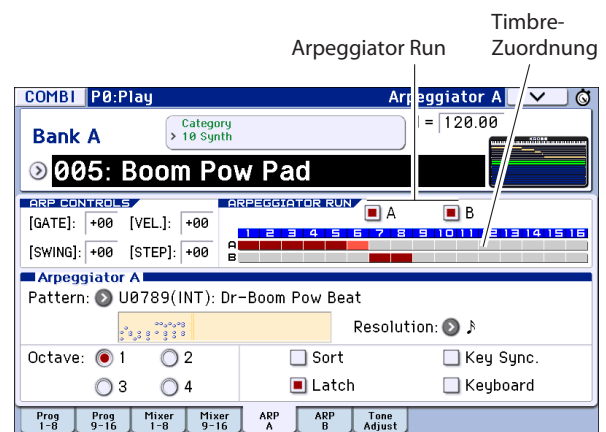 Timbre-
Zuordnung
Arpeggiator Run
COMBI P0:Play Arpeggiator A
Bank A
Category
10 Synth
= 120.00
005: Boom Pow Pad
KORG
ARP CONTROLS
ARPEGGIATOR RUN
A B
[GATE]: +00 [VEL.]: +00
1 2 3 4 5 6 7 8 9 10 11 12 13 14 15 16
A
[SWING]: +00 [STEP]: +00
B
Arpeggiator A
Pattern: U0789(INT): Dr-Boom Pow Beat
Resolution:
Octave: 1 2 Sort Key Sync.
3 4 Latch Keyboard
Prog 1-8 Prog 9-16 Mixer 1-8 Mixer 9-16 ARP A ARP B Tone Adjust